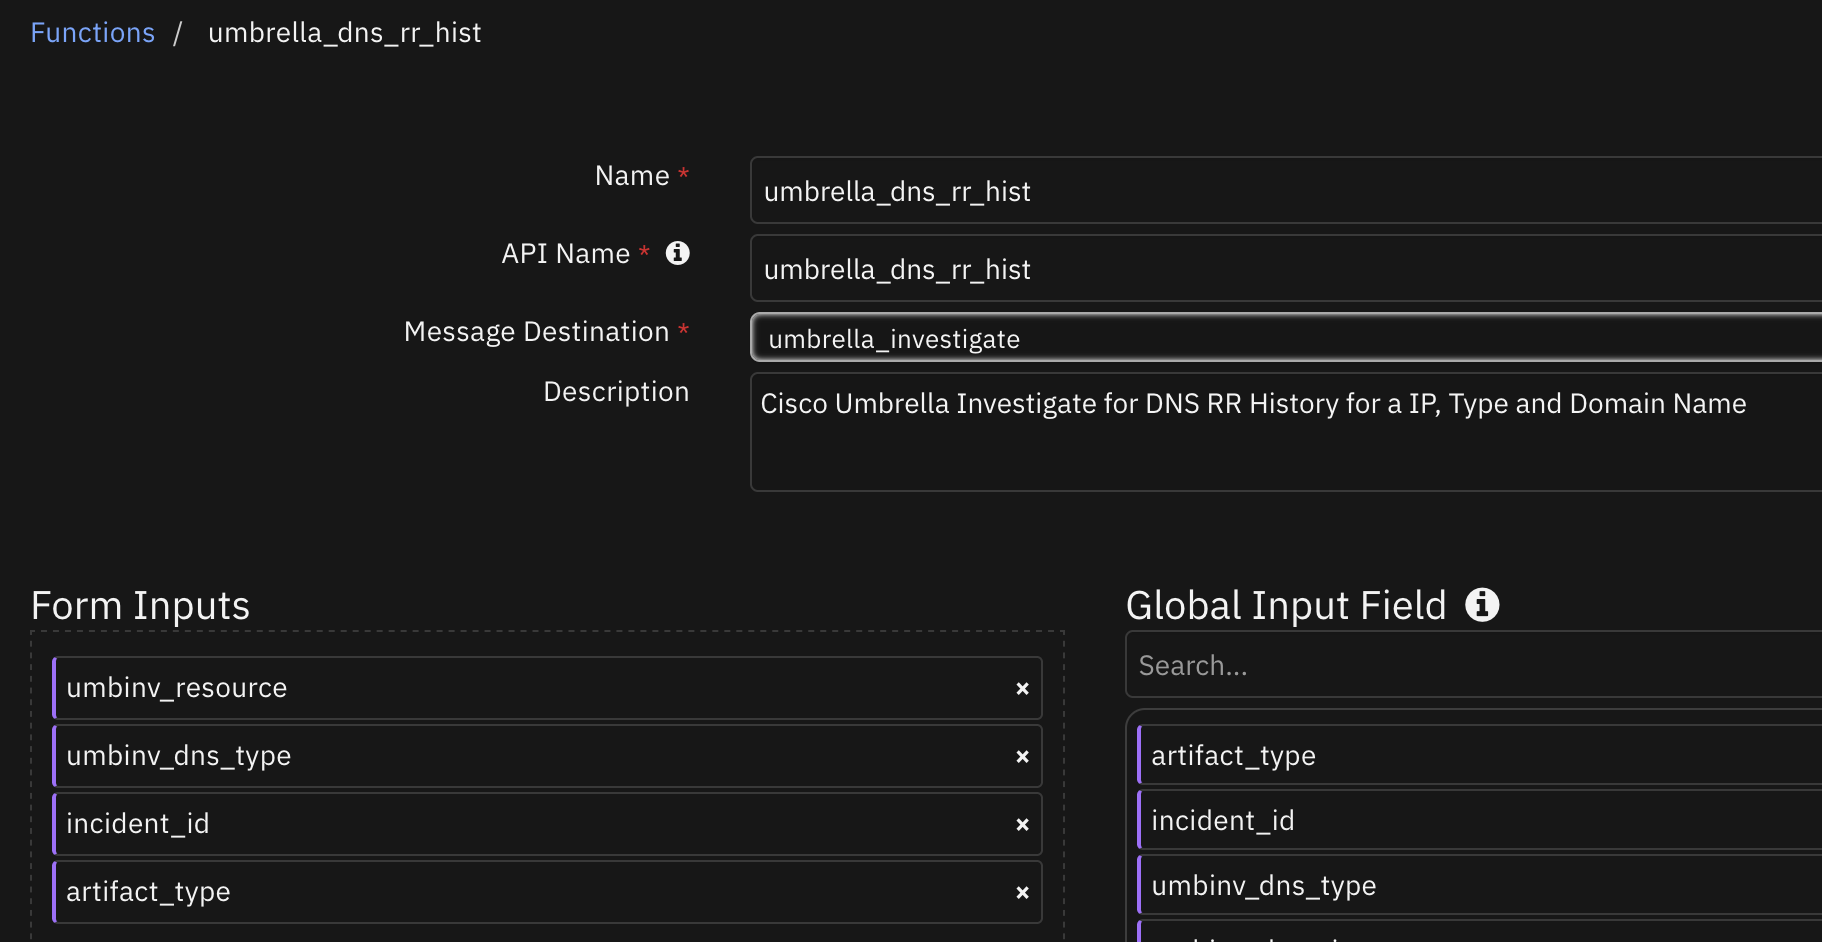 Functions / umbrella_dns_rr_hist
Name *
umbrella_dns_rr_hist
API Name *
umbrella_dns_rr_hist
Message Destination *
umbrella_investigate
Description
Cisco Umbrella Investigate for DNS RR History for a IP, Type and Domain Name
Form Inputs
umbinv_resource ×
umbinv_dns_type ×
incident_id ×
artifact_type ×
Global Input Field
Search...
artifact_type
incident_id
umbinv_dns_type